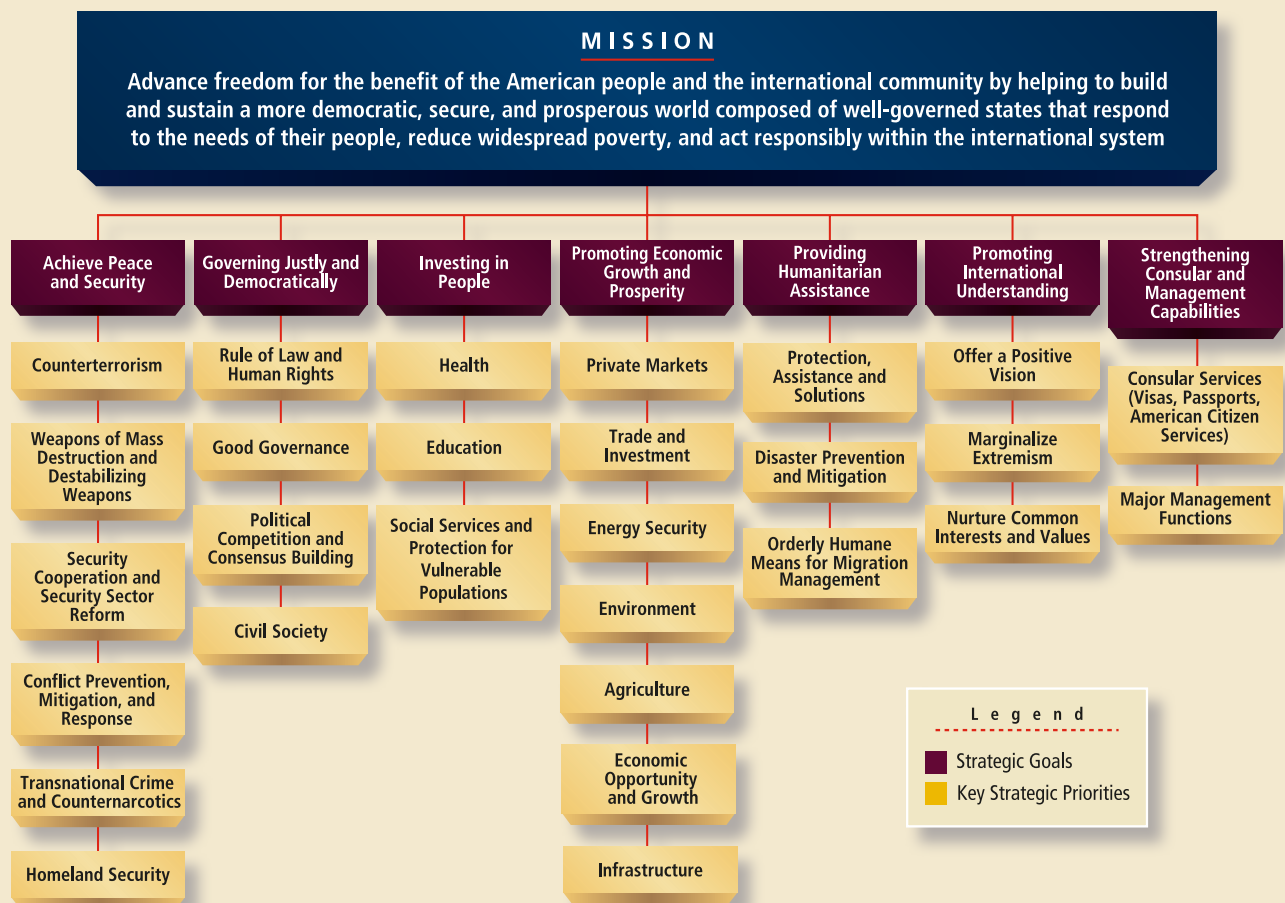 MISSION
Advance freedom for the benefit of the American people and the international community by helping to build
and sustain a more democratic, secure, and prosperous world composed of well-governed states that respond
to the needs of their people, reduce widespread poverty, and act responsibly within the international system
Achieve Peace
and Security
Counterterrorism
Weapons of Mass
Destruction and
Destabilizing
Weapons
Security
Cooperation and
Security Sector
Reform
Conflict Prevention,
Mitigation, and
Response
Transnational Crime
and Counternarcotics
Homeland Security
Governing Justly and
Democratically
Rule of Law and
Human Rights
Good Governance
Political
Competition and
Consensus Building
Civil Society
Investing in
People
Health
Education
Social Services and
Protection for
Vulnerable
Populations
Promoting Economic
Growth and
Prosperity
Private Markets
Trade and
Investment
Energy Security
Environment
Agriculture
Economic
Opportunity
and Growth
Infrastructure
Providing
Humanitarian
Assistance
Protection,
Assistance and
Solutions
Disaster Prevention
and Mitigation
Orderly Humane
Means for Migration
Management
Promoting
International
Understanding
Offer a Positive
Vision
Marginalize
Extremism
Nurture Common
Interests and Values
Strengthening
Consular and
Management
Capabilities
Consular Services
(Visas, Passports,
American Citizen
Services)
Major Management
Functions
Legend
Strategic Goals
Key Strategic Priorities